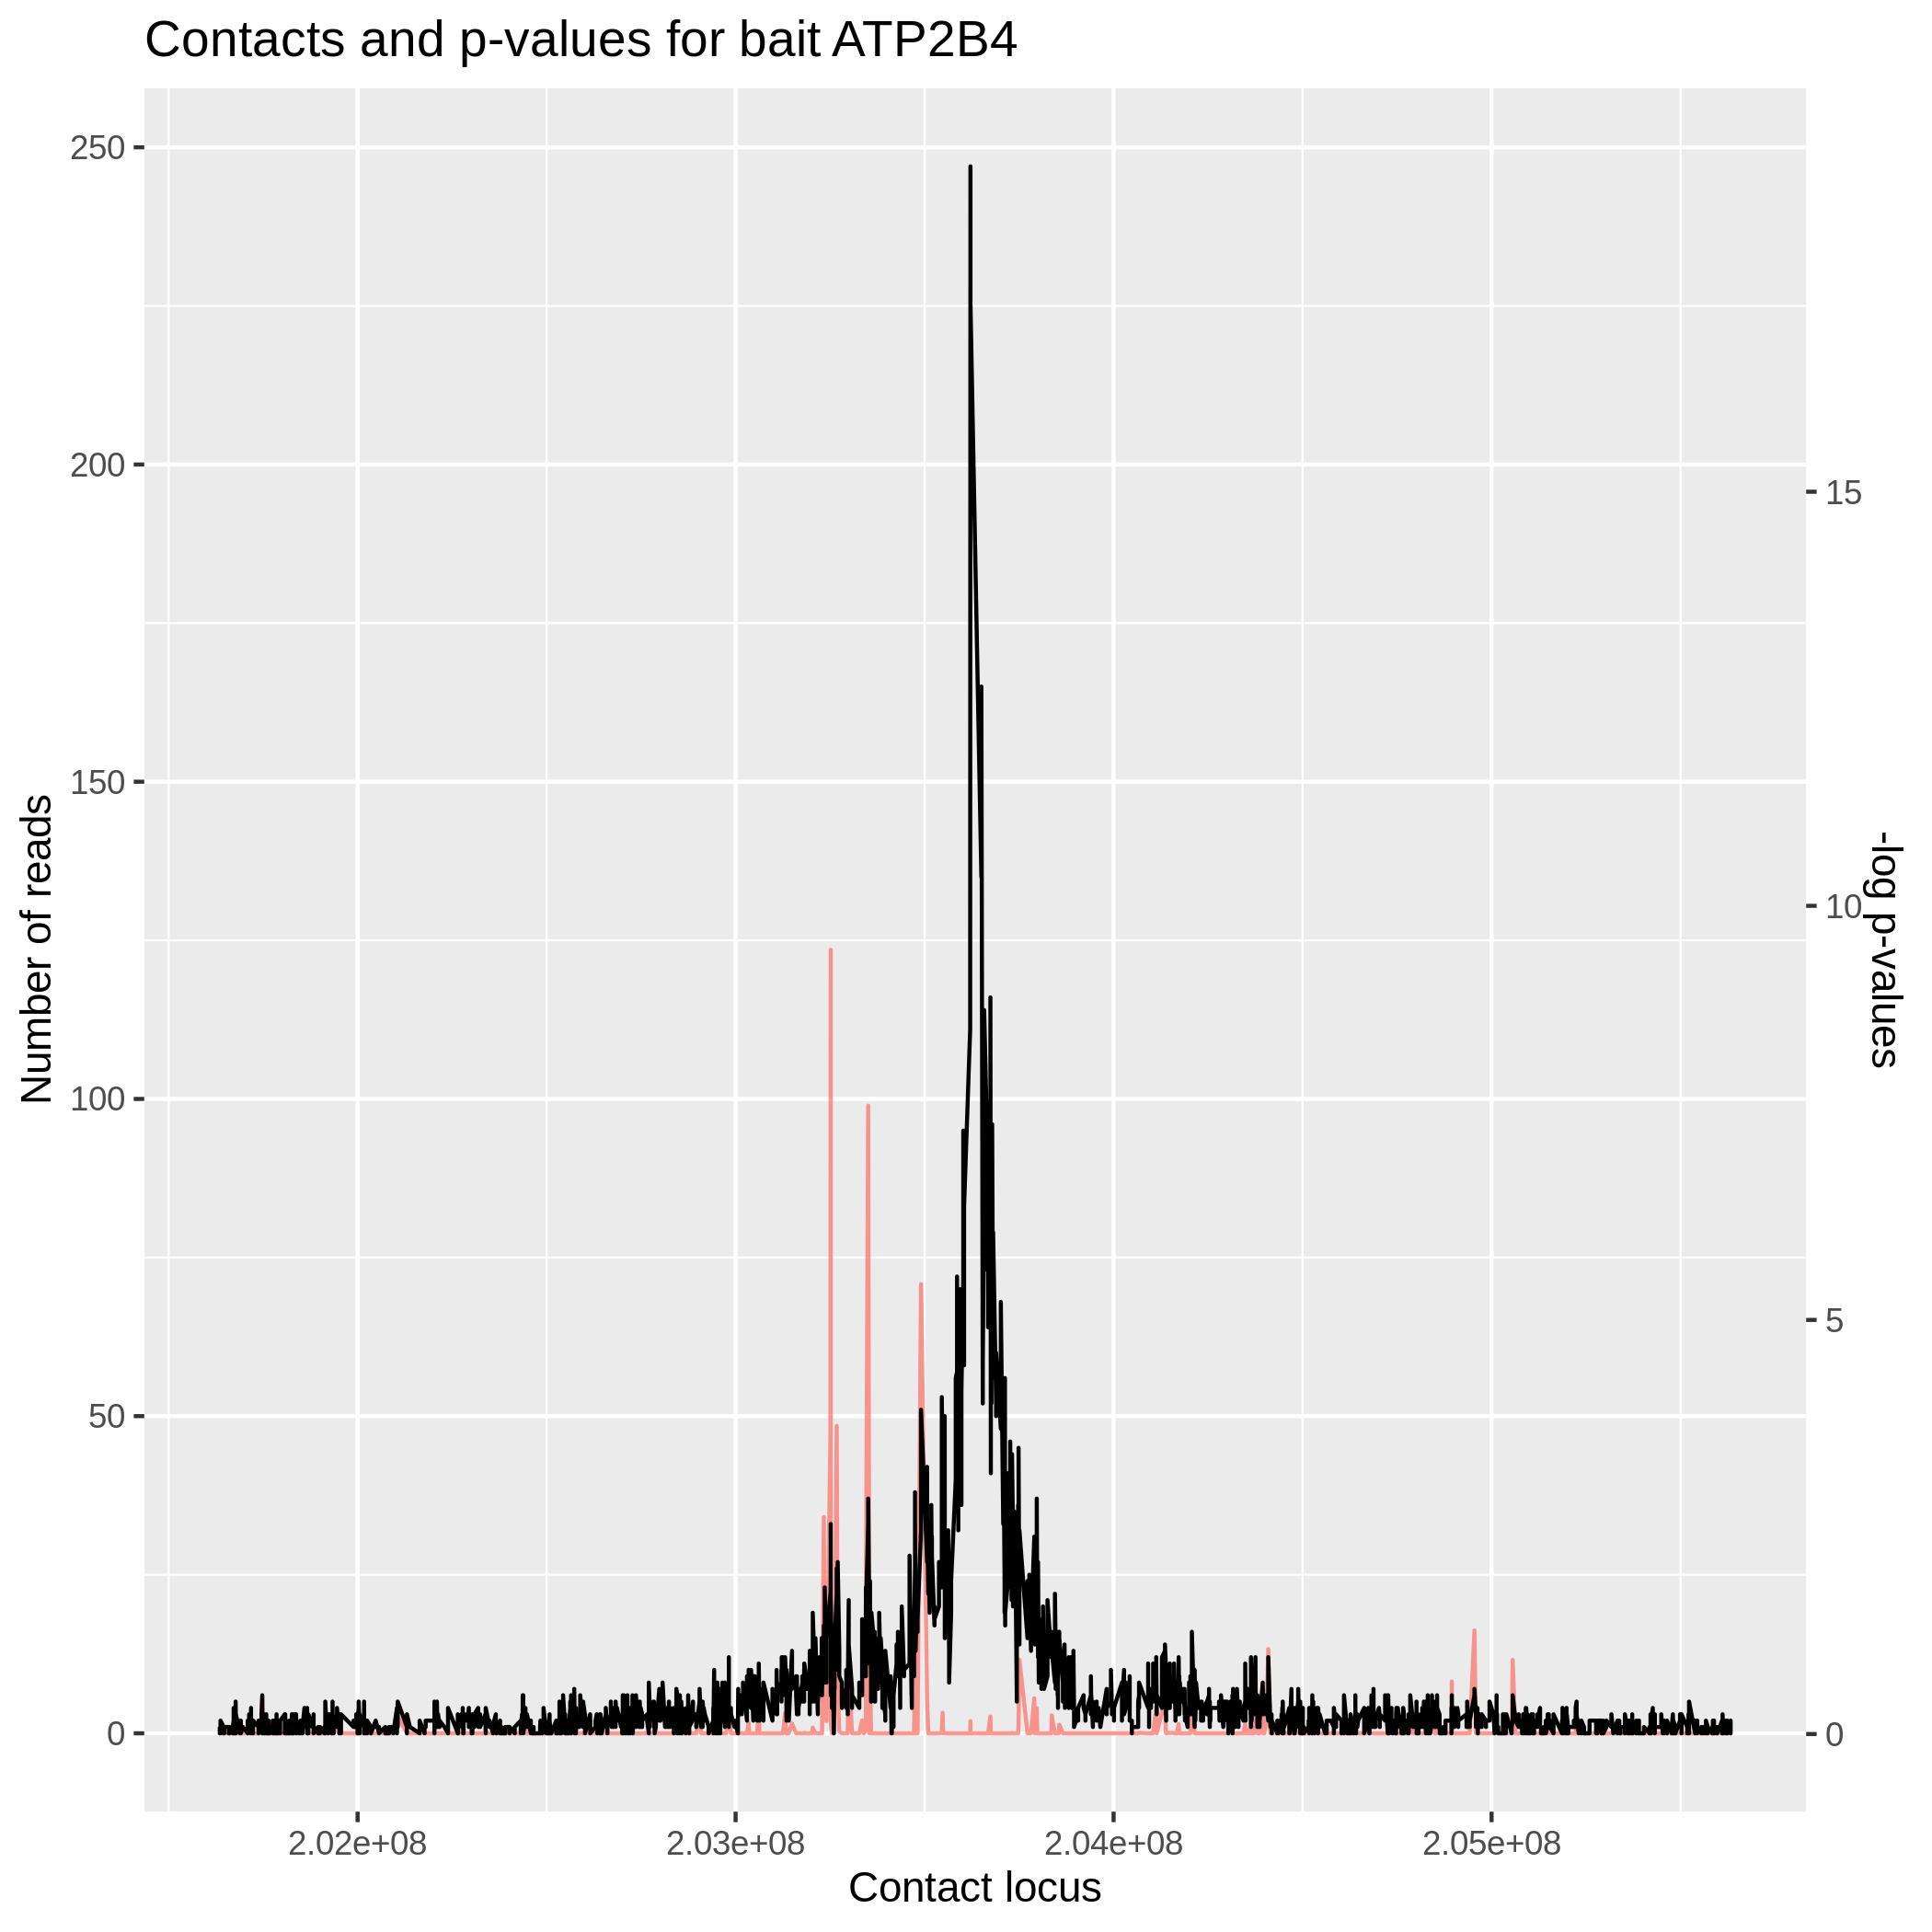 Contacts and p-values for bait ATP2B4
250
200
150
100
50
0
Number of reads
15
10
5
0
-log p-values
2.02e+08
2.03e+08
2.04e+08
2.05e+08
Contact locus